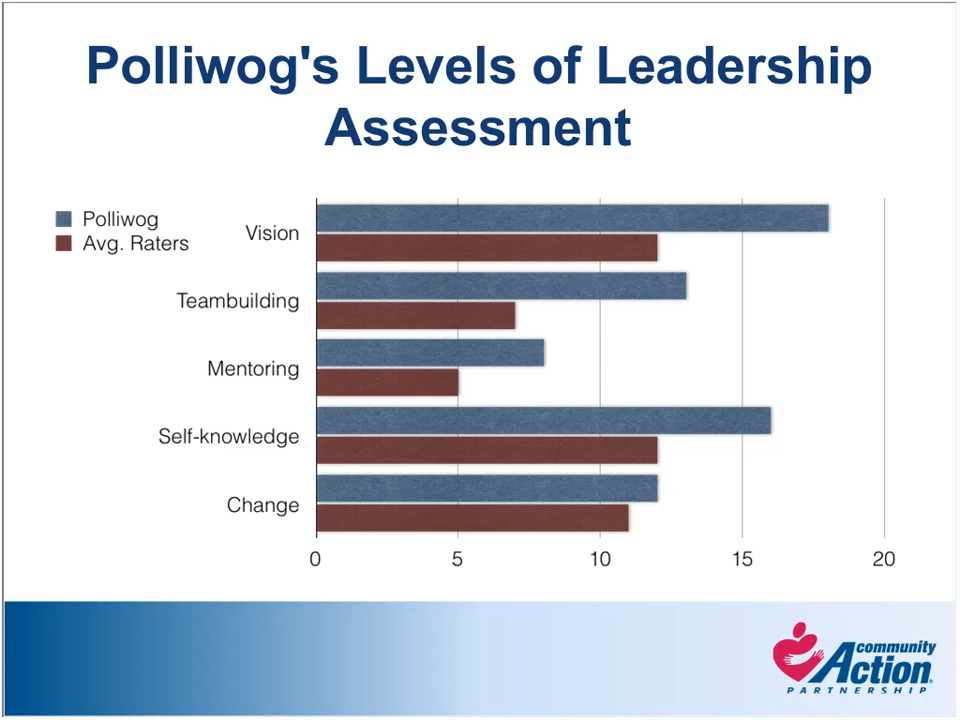 Polliwog's Levels of Leadership
Assessment
Polliwog
Avg. Raters
Vision
Teambuilding
Mentoring
Self-knowledge
Change
0 5 10 15 20
community
Action®
PARTNERSHIP